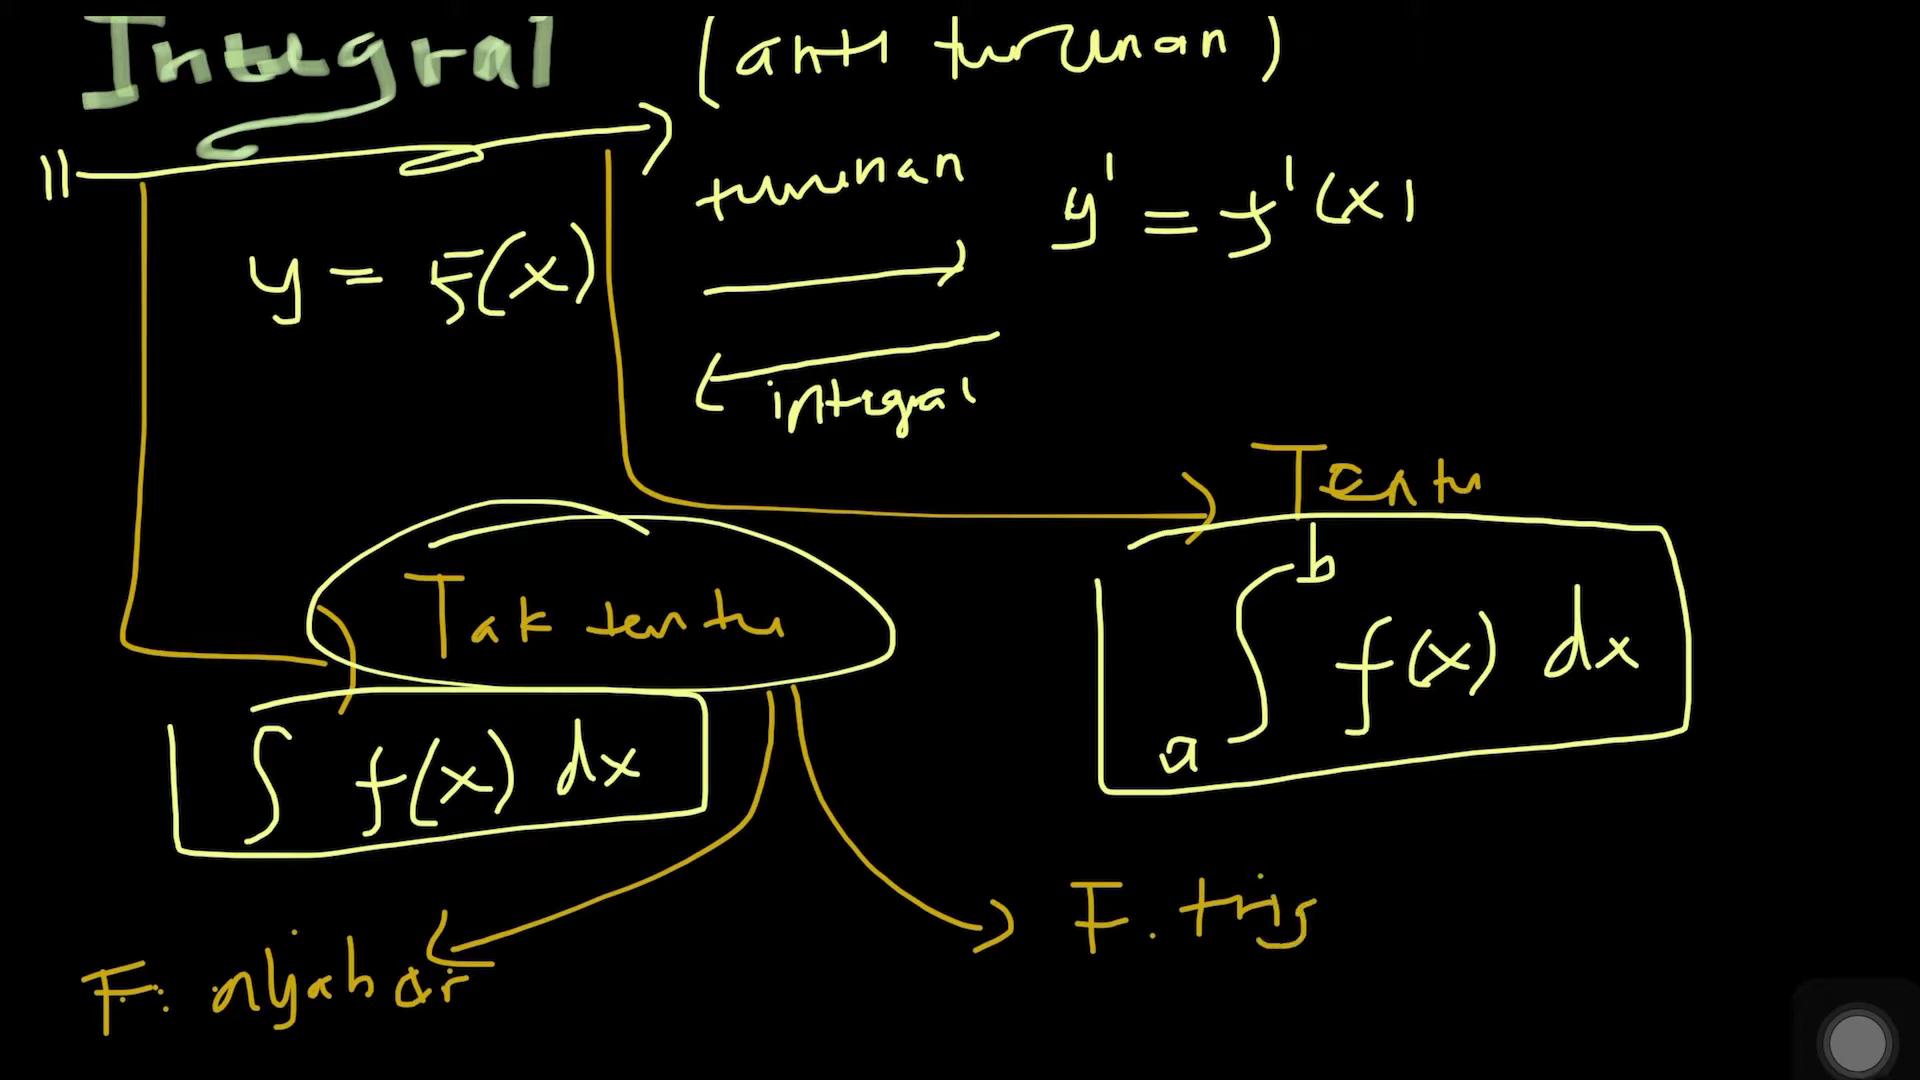 Integral (anti turunan)
turunan
y = f(x)
y' = f'(x)
integral
Tentu
Tak tentu
∫ f(x) dx
b
∫ f(x) dx
a
F. aljabar
F. trig